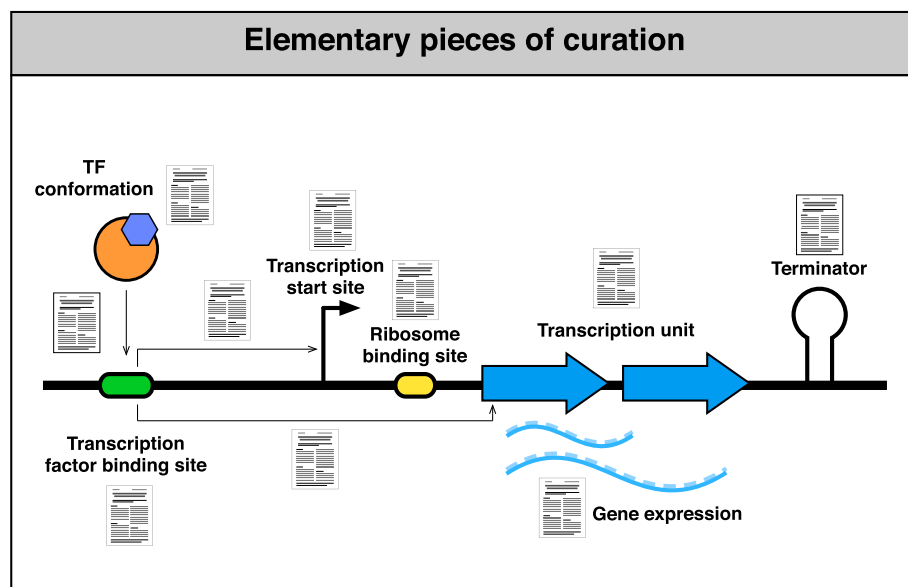 Elementary pieces of curation
TF
conformation
Transcription
start site
Ribosome
binding site
Transcription unit
Terminator
Transcription
factor binding site
Gene expression